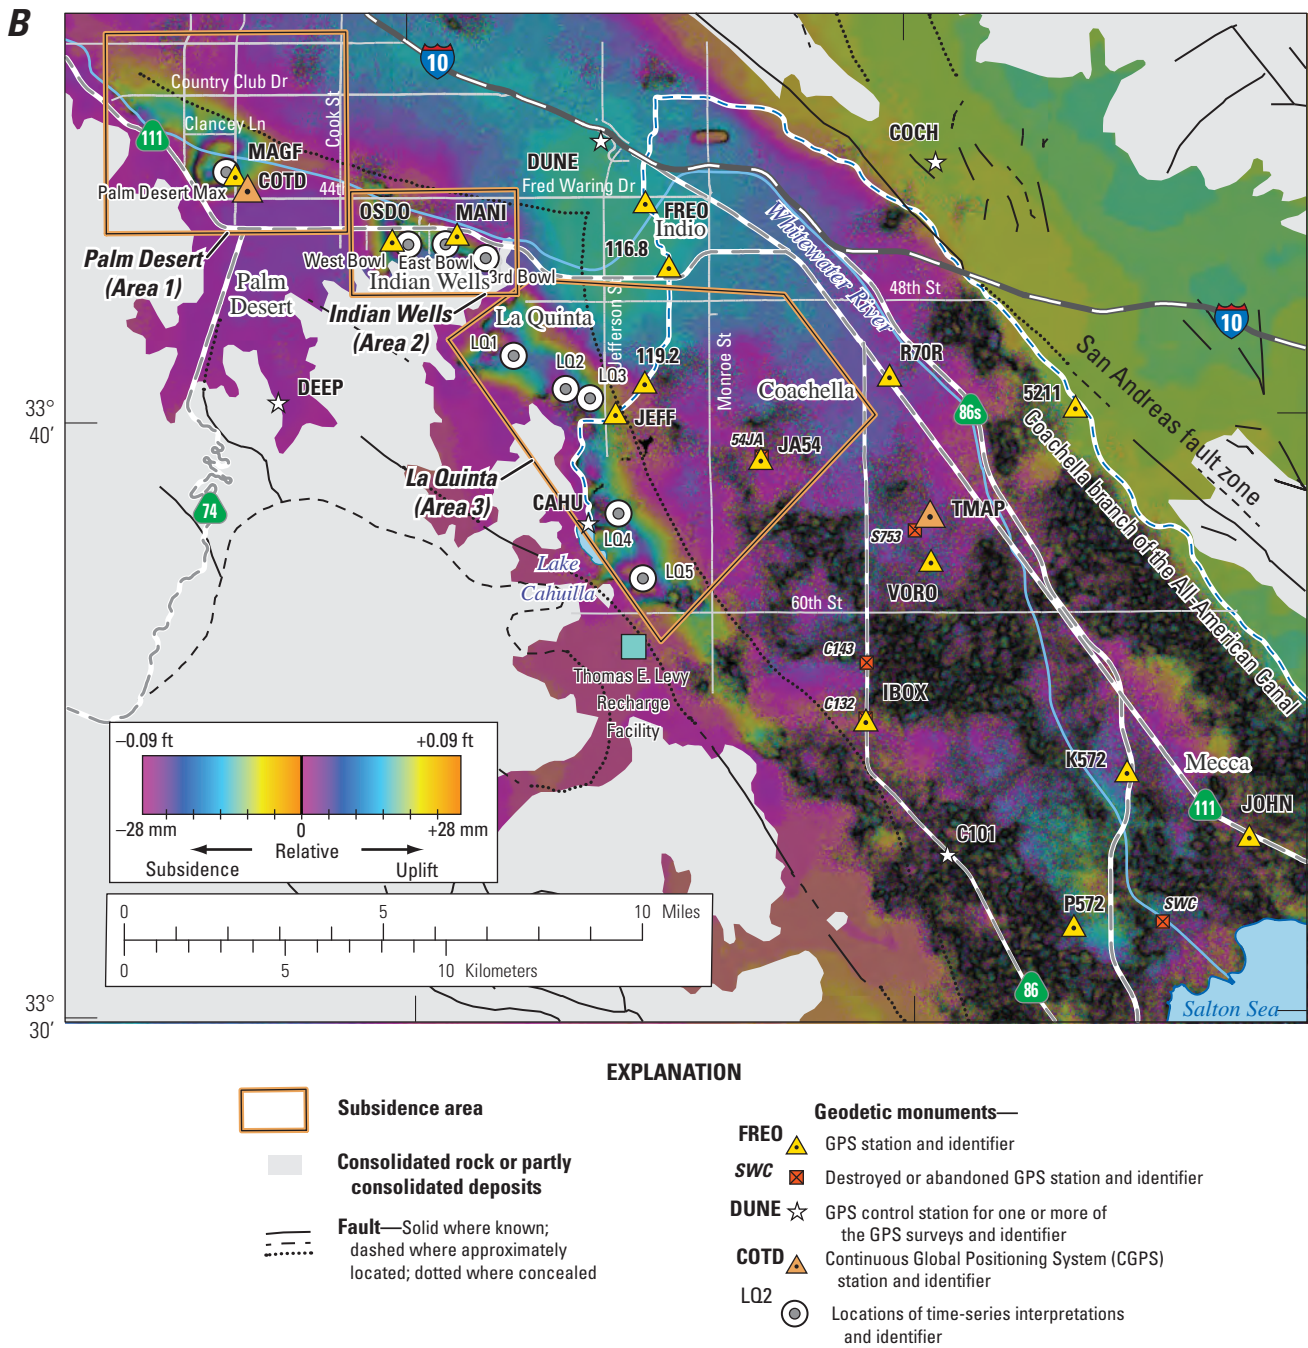 B
10
Country Club Dr
Cook St
COCH
111
Clancey Ln
MAGF
DUNE
Palm Desert Max
COTD
44th
Fred Waring Dr
OSDO
MANI
FREO
Indio
Whitewater River
116.8
Palm Desert
(Area 1)
West Bowl
East Bowl
3rd Bowl
Indian Wells
Palm
Desert
Indian Wells
(Area 2)
La Quinta
Jefferson S
48th St
10
LQ1
LQ2
LQ3
119.2
Monroe St
R70R
San Andreas fault zone
DEEP
Coachella
5211
33°
40'
JEFF
86s
54JA
JA54
Coachella branch of the All-American Canal
La Quinta
(Area 3)
CAHU
74
LQ4
TMAP
S753
Lake
Cahuilla
LQ5
VORO
60th St
C143
Thomas E. Levy
Recharge
Facility
C132
IBOX
–0.09 ft
+0.09 ft
K572
Mecca
111
JOHN
–28 mm
0
+28 mm
Relative
Subsidence
Uplift
C101
0
5
10 Miles
P572
SWC
0
5
10 Kilometers
86
33°
30'
Salton Sea
EXPLANATION
Subsidence area
Consolidated rock or partly
consolidated deposits
Fault—Solid where known;
dashed where approximately
located; dotted where concealed
Geodetic monuments—
FREO
GPS station and identifier
SWC
Destroyed or abandoned GPS station and identifier
DUNE
GPS control station for one or more of
the GPS surveys and identifier
COTD
Continuous Global Positioning System (CGPS)
station and identifier
LQ2
Locations of time-series interpretations
and identifier